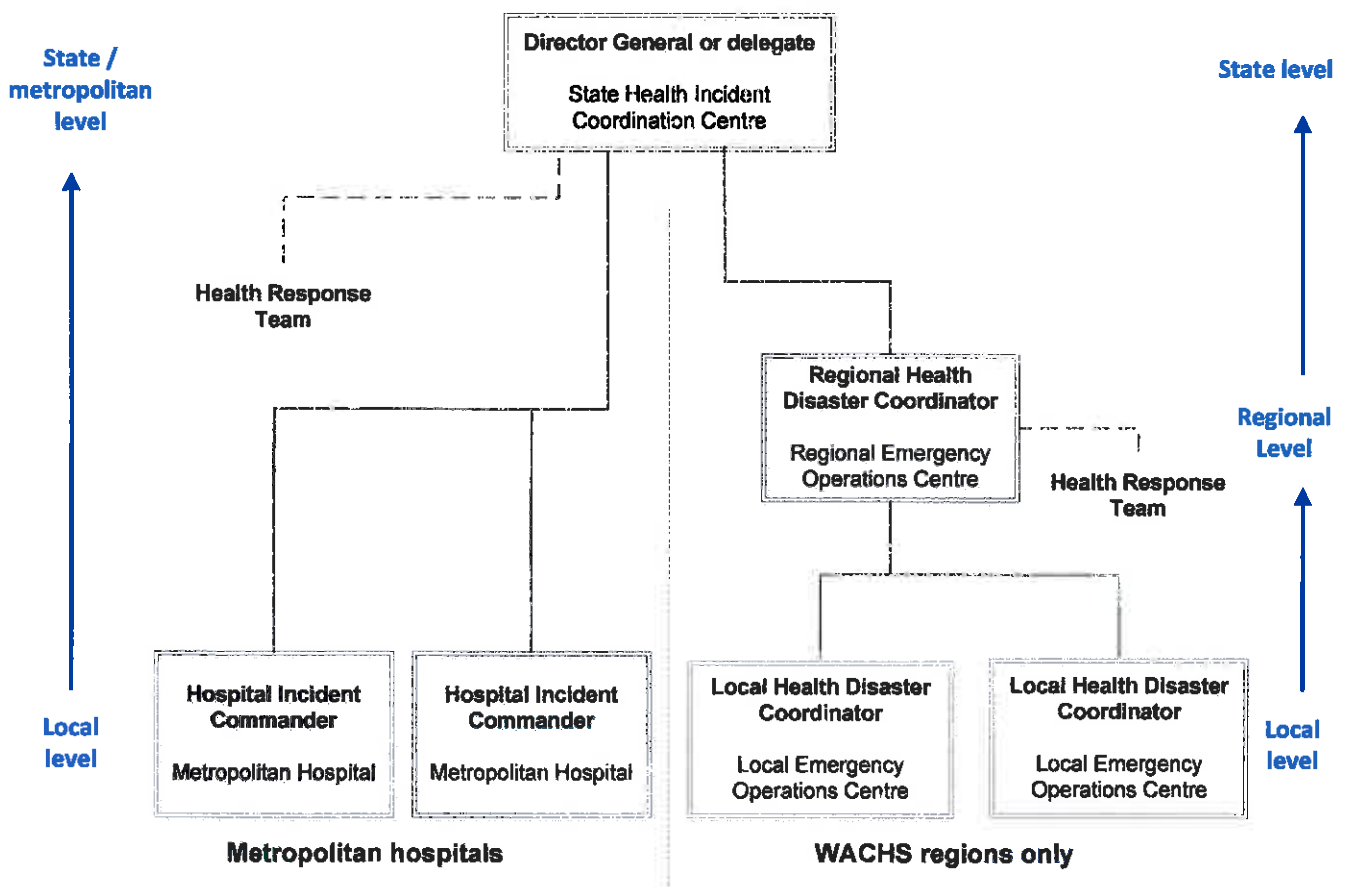 Director General or delegate
State Health Incident
Coordination Centre
State /
metropolitan
level
State level
Health Response
Team
Regional Health
Disaster Coordinator
Regional Emergency
Operations Centre
Regional
Level
Health Response
Team
Hospital Incident
Commander
Metropolitan Hospital
Hospital Incident
Commander
Metropolitan Hospital
Local Health Disaster
Coordinator
Local Emergency
Operations Centre
Local Health Disaster
Coordinator
Local Emergency
Operations Centre
Local
level
Local
level
Metropolitan hospitals
WACHS regions only